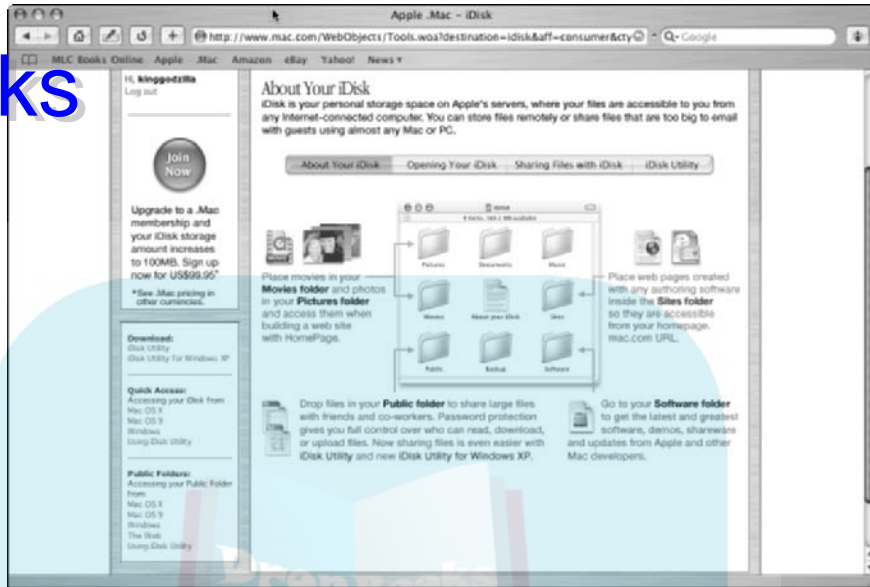 Apple .Mac – iDisk
http://www.mac.com/WebObjects/Tools.woa?destination=idisk&aff=consumer&cty
Q- Google
MLC Books Online Apple .Mac Amazon eBay Yahoo! News
ks
Hi, kinggodzilla
Log out
Join
Now
Upgrade to a .Mac
membership and
your iDisk storage
amount increases
to 100MB. Sign up
now for US$99.95*
*See .Mac pricing in
other currencies.
Download:
iDisk Utility
iDisk Utility for Windows XP
Quick Access:
Accessing your iDisk from
Mac OS X
Mac OS 9
Windows
Using iDisk Utility
Public Folders:
Accessing your Public Folder
from
Mac OS X
Mac OS 9
Windows
The Web
Using iDisk Utility
About Your iDisk
iDisk is your personal storage space on Apple's servers, where your files are accessible to you from
any Internet-connected computer. You can store files remotely or share files that are too big to email
with guests using almost any Mac or PC.
About Your iDisk Opening Your iDisk Sharing Files with iDisk iDisk Utility
Pictures Documents Music
Movies About your iDisk Sites
Public Backup Software
Place movies in your
Movies folder and photos
in your Pictures folder
and access them when
building a web site
with HomePage.
Place web pages created
with any authoring software
inside the Sites folder
so they are accessible
from your homepage.
mac.com URL.
Drop files in your Public folder to share large files
with friends and co-workers. Password protection
gives you full control over who can read, download,
or upload files. Now sharing files is even easier with
iDisk Utility and new iDisk Utility for Windows XP.
Go to your Software folder
to get the latest and greatest
software, demos, shareware
and updates from Apple and other
Mac developers.